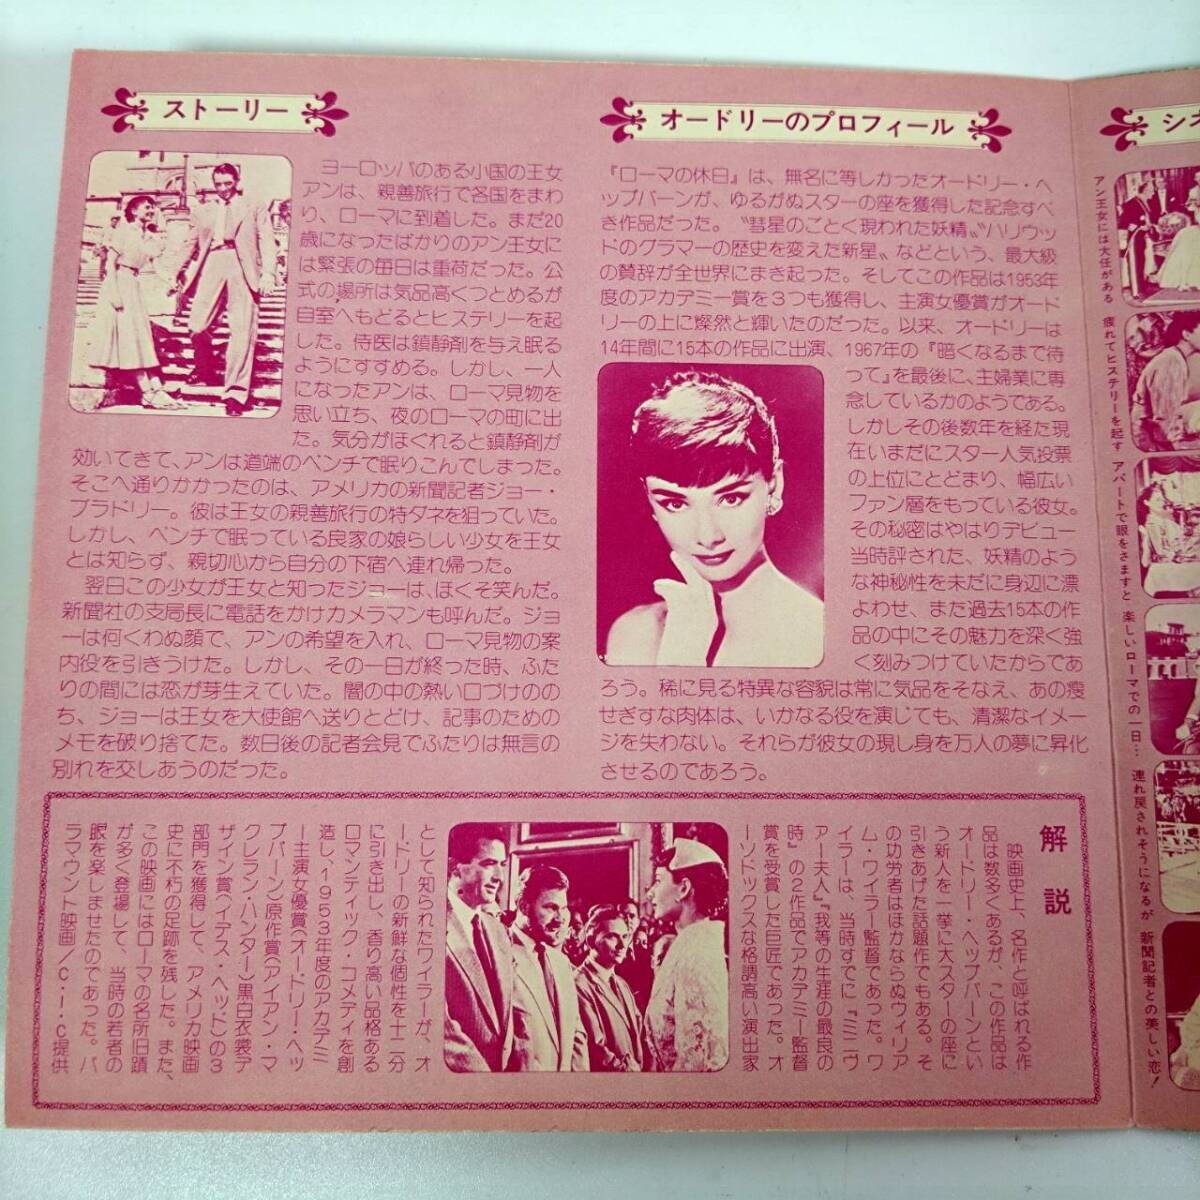 ストーリー
ヨーロッパのある小国の王女
アンは、親善旅行で各国をまわ
り、ローマに到着した。まだ20
歳になったばかりのアン王女に
は緊張の毎日は重荷だった。公
式の場所は気品高くつとめるが
自室へもどるとヒステリーを起
した。侍医は鎮静剤を与え眠る
ようにすすめる。しかし、一人
になったアンは、ローマ見物を
思い立ち、夜のローマの町に出
た。気分がほぐれると鎮静剤が
効いてきて、アンは道端のベンチで眠りこんでしまった。
そこへ通りかかったのは、アメリカの新聞記者ジョー・
ブラドリー。彼は王女の親善旅行の特ダネを狙っていた。
しかし、ベンチで眠っている良家の娘らしい少女を王女
とは知らず、親切心から自分の下宿へ連れ帰った。
翌日この少女が王女と知ったジョーは、ほくそ笑んだ。
新聞社の支局長に電話をかけカメラマンも呼んだ。ジョ
ーは何くわぬ顔で、アンの希望を入れ、ローマ見物の案
内役を引きうけた。しかし、その一日が終った時、ふた
りの間には恋が芽生えていた。闇の中の熱い口づけのの
ち、ジョーは王女を大使館へ送りとどけ、記事のための
メモを破り捨てた。数日後の記者会見でふたりは無言の
別れを交しあうのだった。
オードリーのプロフィール
『ローマの休日』は、無名に等しかったオードリー・ヘ
ップバーンが、ゆるがぬスターの座を獲得した記念すべ
き作品だった。〝彗星のごとく現われた妖精〟ハリウッ
ドのグラマーの歴史を変えた新星〟などという、最大級
の賛辞が全世界にまき起った。そしてこの作品は1953年
度のアカデミー賞を3つも獲得し、主演女優賞がオード
リーの上に燦然と輝いたのだった。以来、オードリーは
14年間に15本の作品に出演、1967年の『暗くなるまで待
って』を最後に、主婦業に専
念しているかのようである。
しかしその後数年を経た現
在いまだにスター人気投票
の上位にとどまり、幅広い
ファン層をもっている彼女。
その秘密はやはりデビュー
当時評された、妖精のよう
な神秘性を未だに身辺に漂
よわせ、また過去15本の作
品の中にその魅力を深く強
く刻みつけていたからであ
ろう。稀に見る特異な容貌は常に気品をそなえ、あの痩
せぎすな肉体は、いかなる役を演じても、清潔なイメー
ジを失わない。それらが彼女の現し身を万人の夢に昇化
させるのであろう。
シネ
アン王女には大任がある
疲れてヒステリーを起す
アパートで眼をさますと
楽しいローマでの一日…
連れ戻されそうになるが
新聞記者との美しい恋！
解説
映画史上、名作と呼ばれる作
品は数多くあるが、この作品は
オードリー・ヘップバーンとい
う新人を一挙に大スターの座に
引きあげた話題作でもある。そ
の功労者はほかならぬウィリア
ム・ワイラー監督であった。ワ
イラーは、当時すでに『ミニヴ
ァー夫人』『我等の生涯の最良の
時』の2作品でアカデミー監督
賞を受賞した巨匠であった。オ
ーソドックスな格調高い演出家
として知られたワイラーが、オ
ードリーの新鮮な個性を十二分
に引き出し、香り高い品格ある
ロマンティック・コメディを創
造し、1953年度のアカデミ
ー主演女優賞〈オードリー・ヘッ
プバーン〉原作賞〈アイアン・マ
クレラン・ハンター〉黒白衣裳デ
ザイン賞〈イデス・ヘッド〉の3
部門を獲得して、アメリカ映画
史に不朽の足跡を残した。また、
この映画にはローマの名所旧蹟
が多く登場して、当時の若者の
眼を楽しませたのであった。パ
ラマウント映画／C・I・C提供